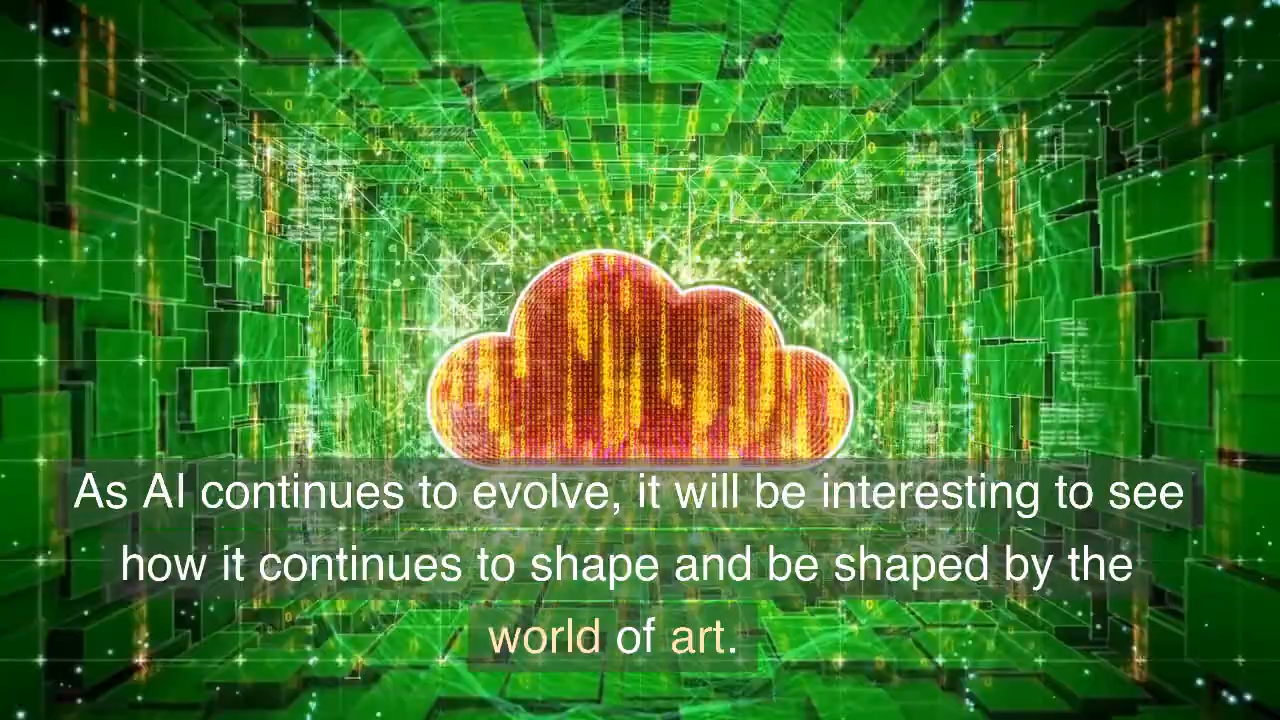 As AI continues to evolve, it will be interesting to see
how it continues to shape and be shaped by the
world of art.